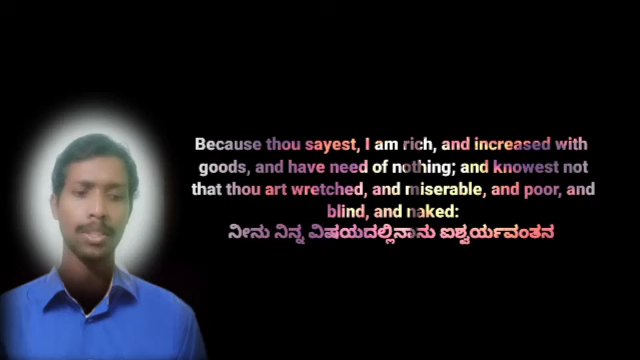 Because thou sayest, I am rich, and increased with
goods, and have need of nothing; and knowest not
that thou art wretched, and miserable, and poor, and
blind, and naked:
ನೀನು ನಿನ್ನ ವಿಷಯದಲ್ಲಿನಾನು ಐಶ್ವರ್ಯವಂತನ